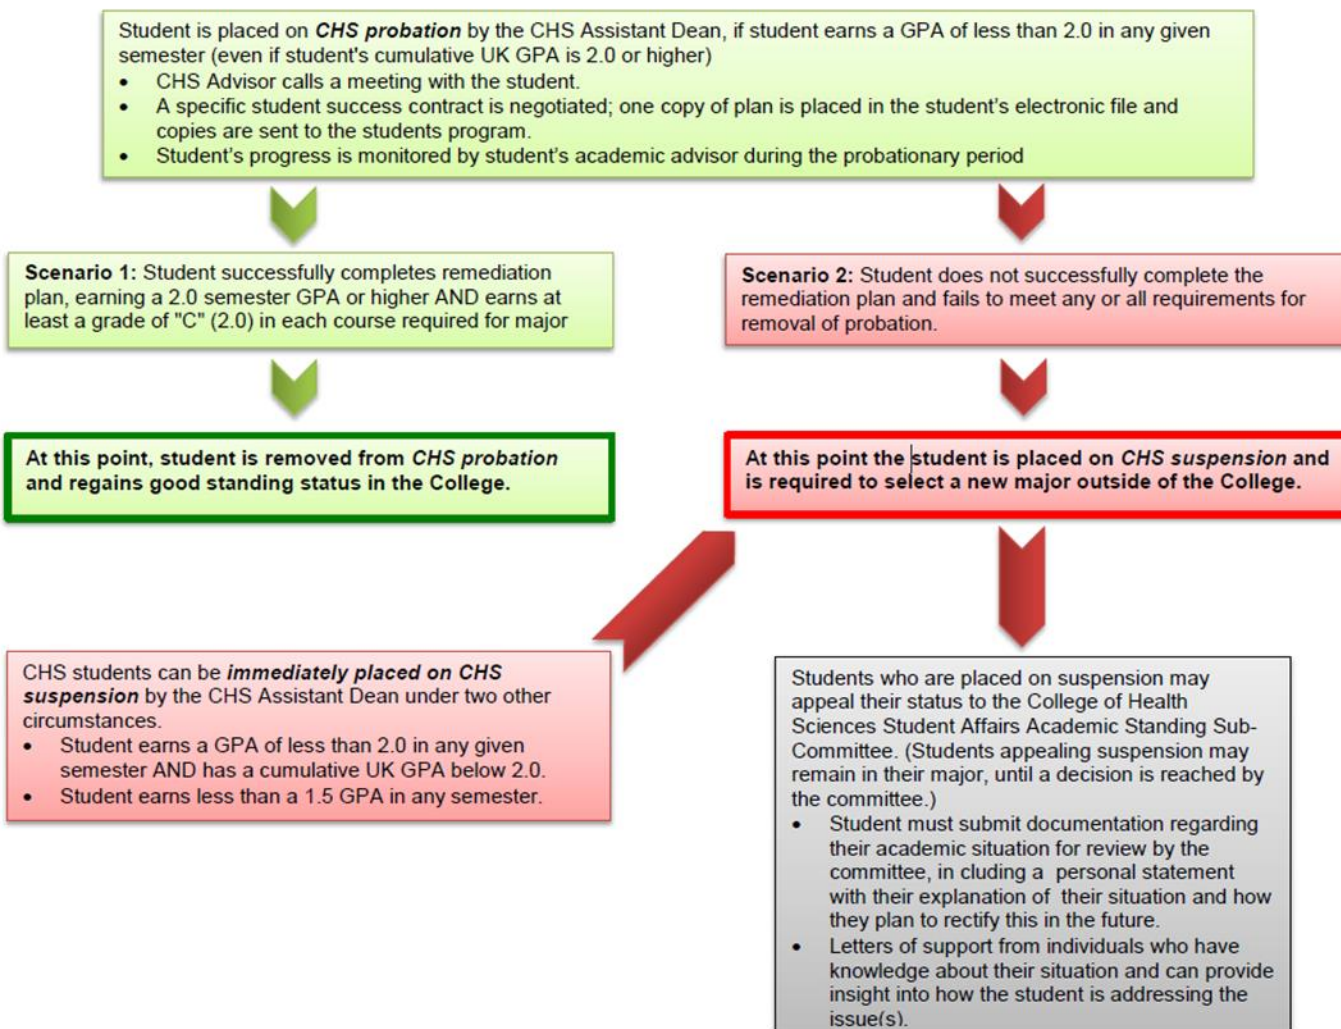 Student is placed on CHS probation by the CHS Assistant Dean, if student earns a GPA of less than 2.0 in any given
semester (even if student's cumulative UK GPA is 2.0 or higher)
• CHS Advisor calls a meeting with the student.
• A specific student success contract is negotiated; one copy of plan is placed in the student's electronic file and
copies are sent to the students program.
• Student's progress is monitored by student's academic advisor during the probationary period
Scenario 1: Student successfully completes remediation
plan, earning a 2.0 semester GPA or higher AND earns at
least a grade of "C" (2.0) in each course required for major
Scenario 2: Student does not successfully complete the
remediation plan and fails to meet any or all requirements for
removal of probation.
At this point, student is removed from CHS probation
and regains good standing status in the College.
At this point the student is placed on CHS suspension and
is required to select a new major outside of the College.
CHS students can be immediately placed on CHS
suspension by the CHS Assistant Dean under two other
circumstances.
• Student earns a GPA of less than 2.0 in any given
semester AND has a cumulative UK GPA below 2.0.
• Student earns less than a 1.5 GPA in any semester.
Students who are placed on suspension may
appeal their status to the College of Health
Sciences Student Affairs Academic Standing Sub-
Committee. (Students appealing suspension may
remain in their major, until a decision is reached by
the committee.)
• Student must submit documentation regarding
their academic situation for review by the
committee, in cluding a personal statement
with their explanation of their situation and how
they plan to rectify this in the future.
• Letters of support from individuals who have
knowledge about their situation and can provide
insight into how the student is addressing the
issue(s).